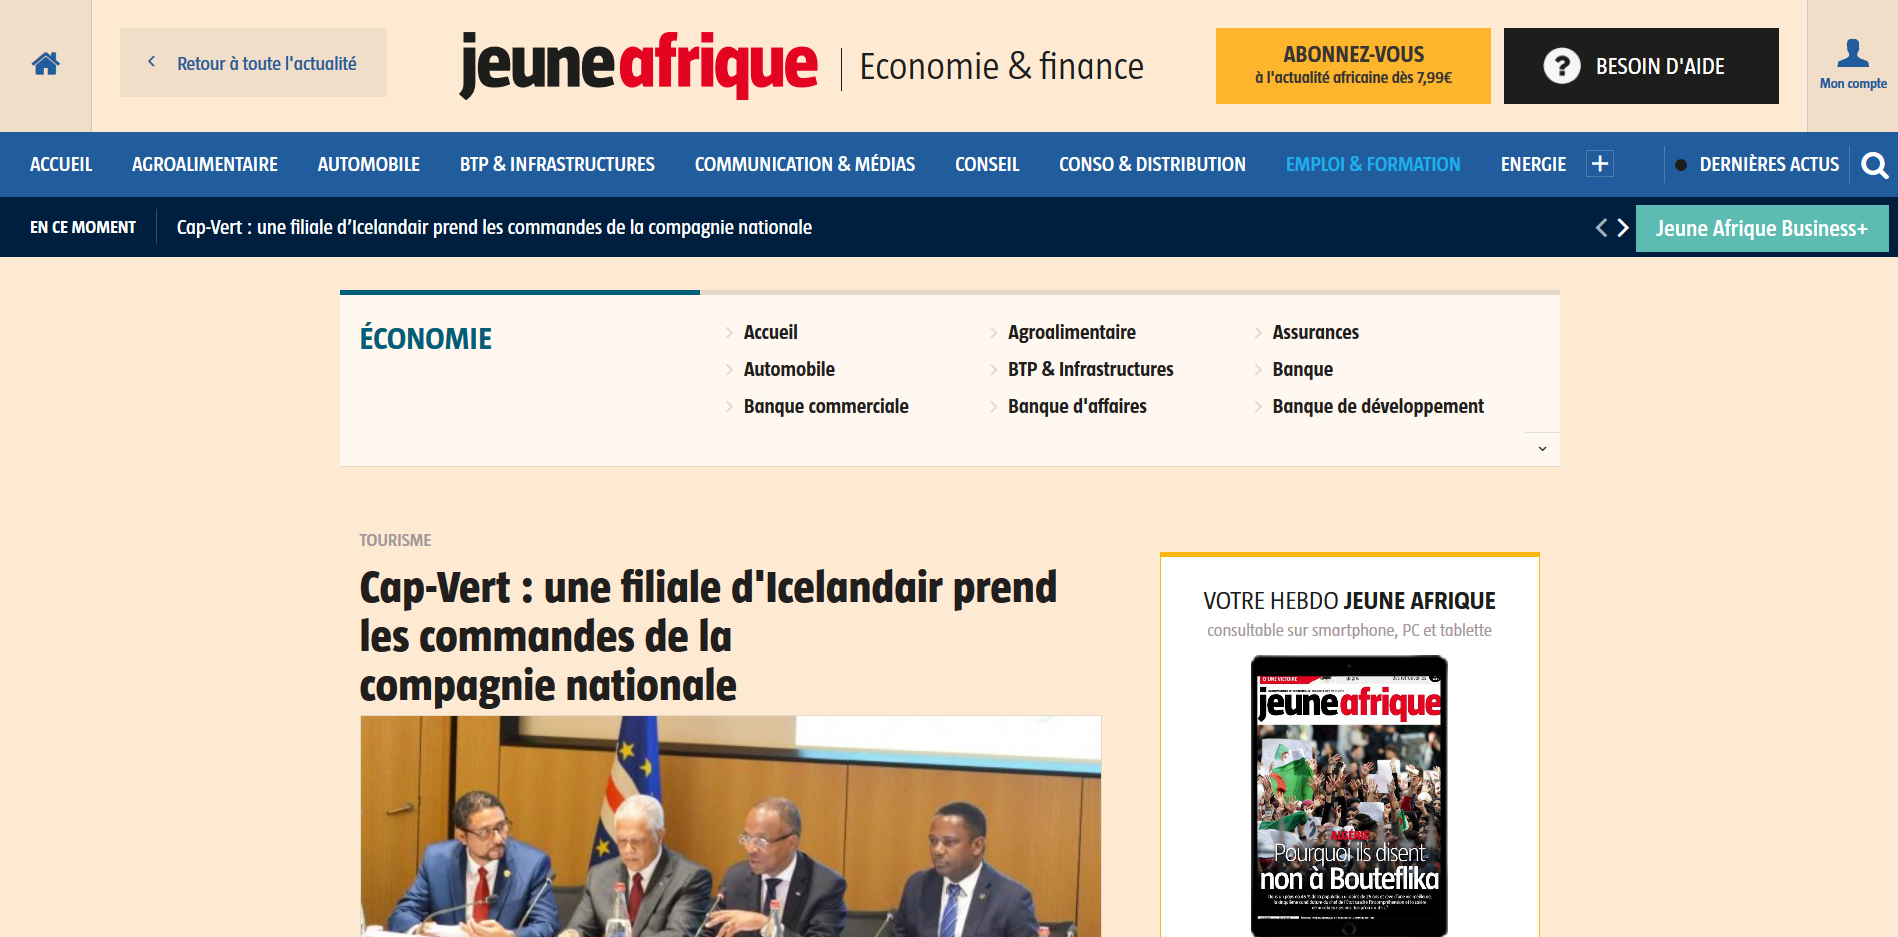 Retour à toute l'actualité
jeuneafrique
Economie & finance
ABONNEZ-VOUS
à l'actualité africaine dès 7,99€
? BESOIN D'AIDE
Mon compte
ACCUEIL AGROALIMENTAIRE AUTOMOBILE BTP & INFRASTRUCTURES COMMUNICATION & MÉDIAS CONSEIL CONSO & DISTRIBUTION EMPLOI & FORMATION ENERGIE + DERNIÈRES ACTUS
EN CE MOMENT Cap-Vert : une filiale d’Icelandair prend les commandes de la compagnie nationale Jeune Afrique Business+
ÉCONOMIE
Accueil Agroalimentaire Assurances
Automobile BTP & Infrastructures Banque
Banque commerciale Banque d'affaires Banque de développement
TOURISME
Cap-Vert : une filiale d'Icelandair prend
les commandes de la
compagnie nationale
VOTRE HEBDO JEUNE AFRIQUE
consultable sur smartphone, PC et tablette
D'UNE VICTOIRE
jeuneafrique
ALGÉRIE
Pourquoi ils disent
non à Bouteflika